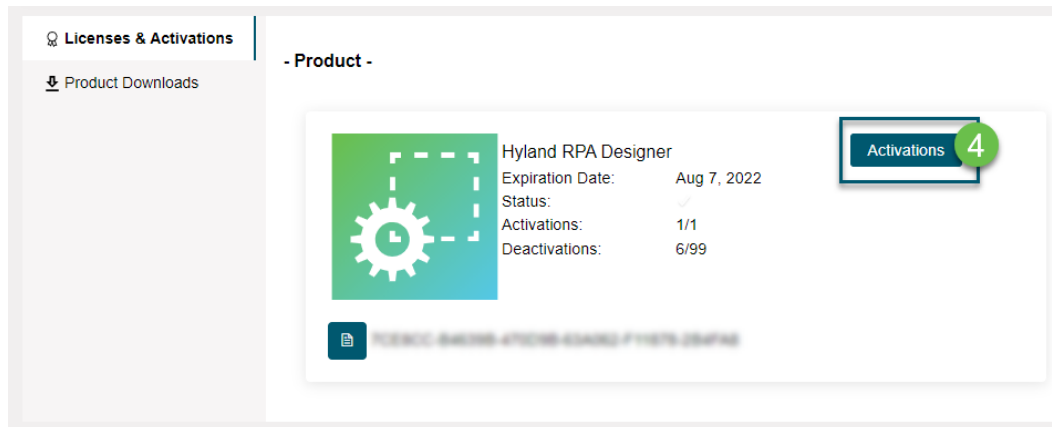 Licenses & Activations
Product Downloads
- Product -
Hyland RPA Designer
Activations
4
Expiration Date: Aug 7, 2022
Status:
Activations: 1/1
Deactivations: 6/99